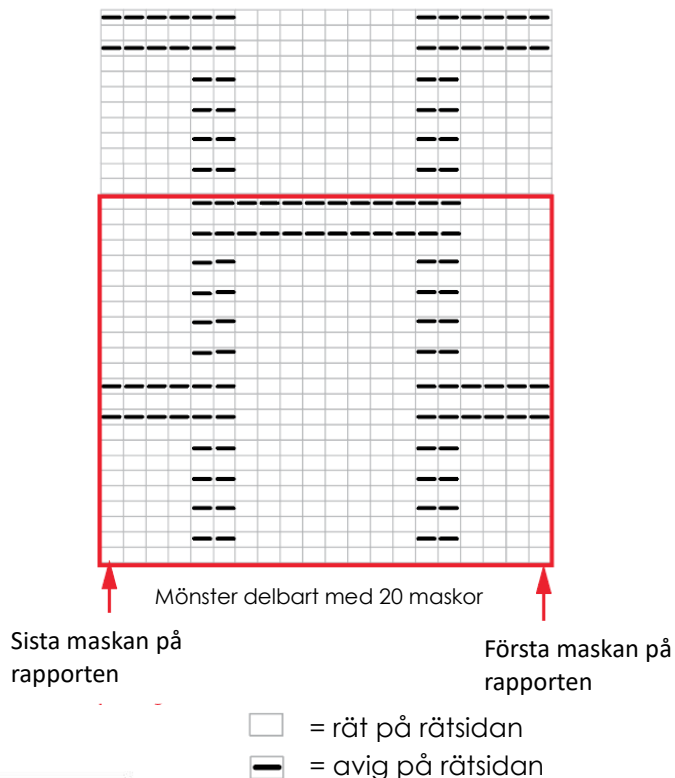 Mönster delbart med 20 maskor
Sista maskan på
rapporten
Första maskan på
rapporten
= rät på rätsidan
= avig på rätsidan